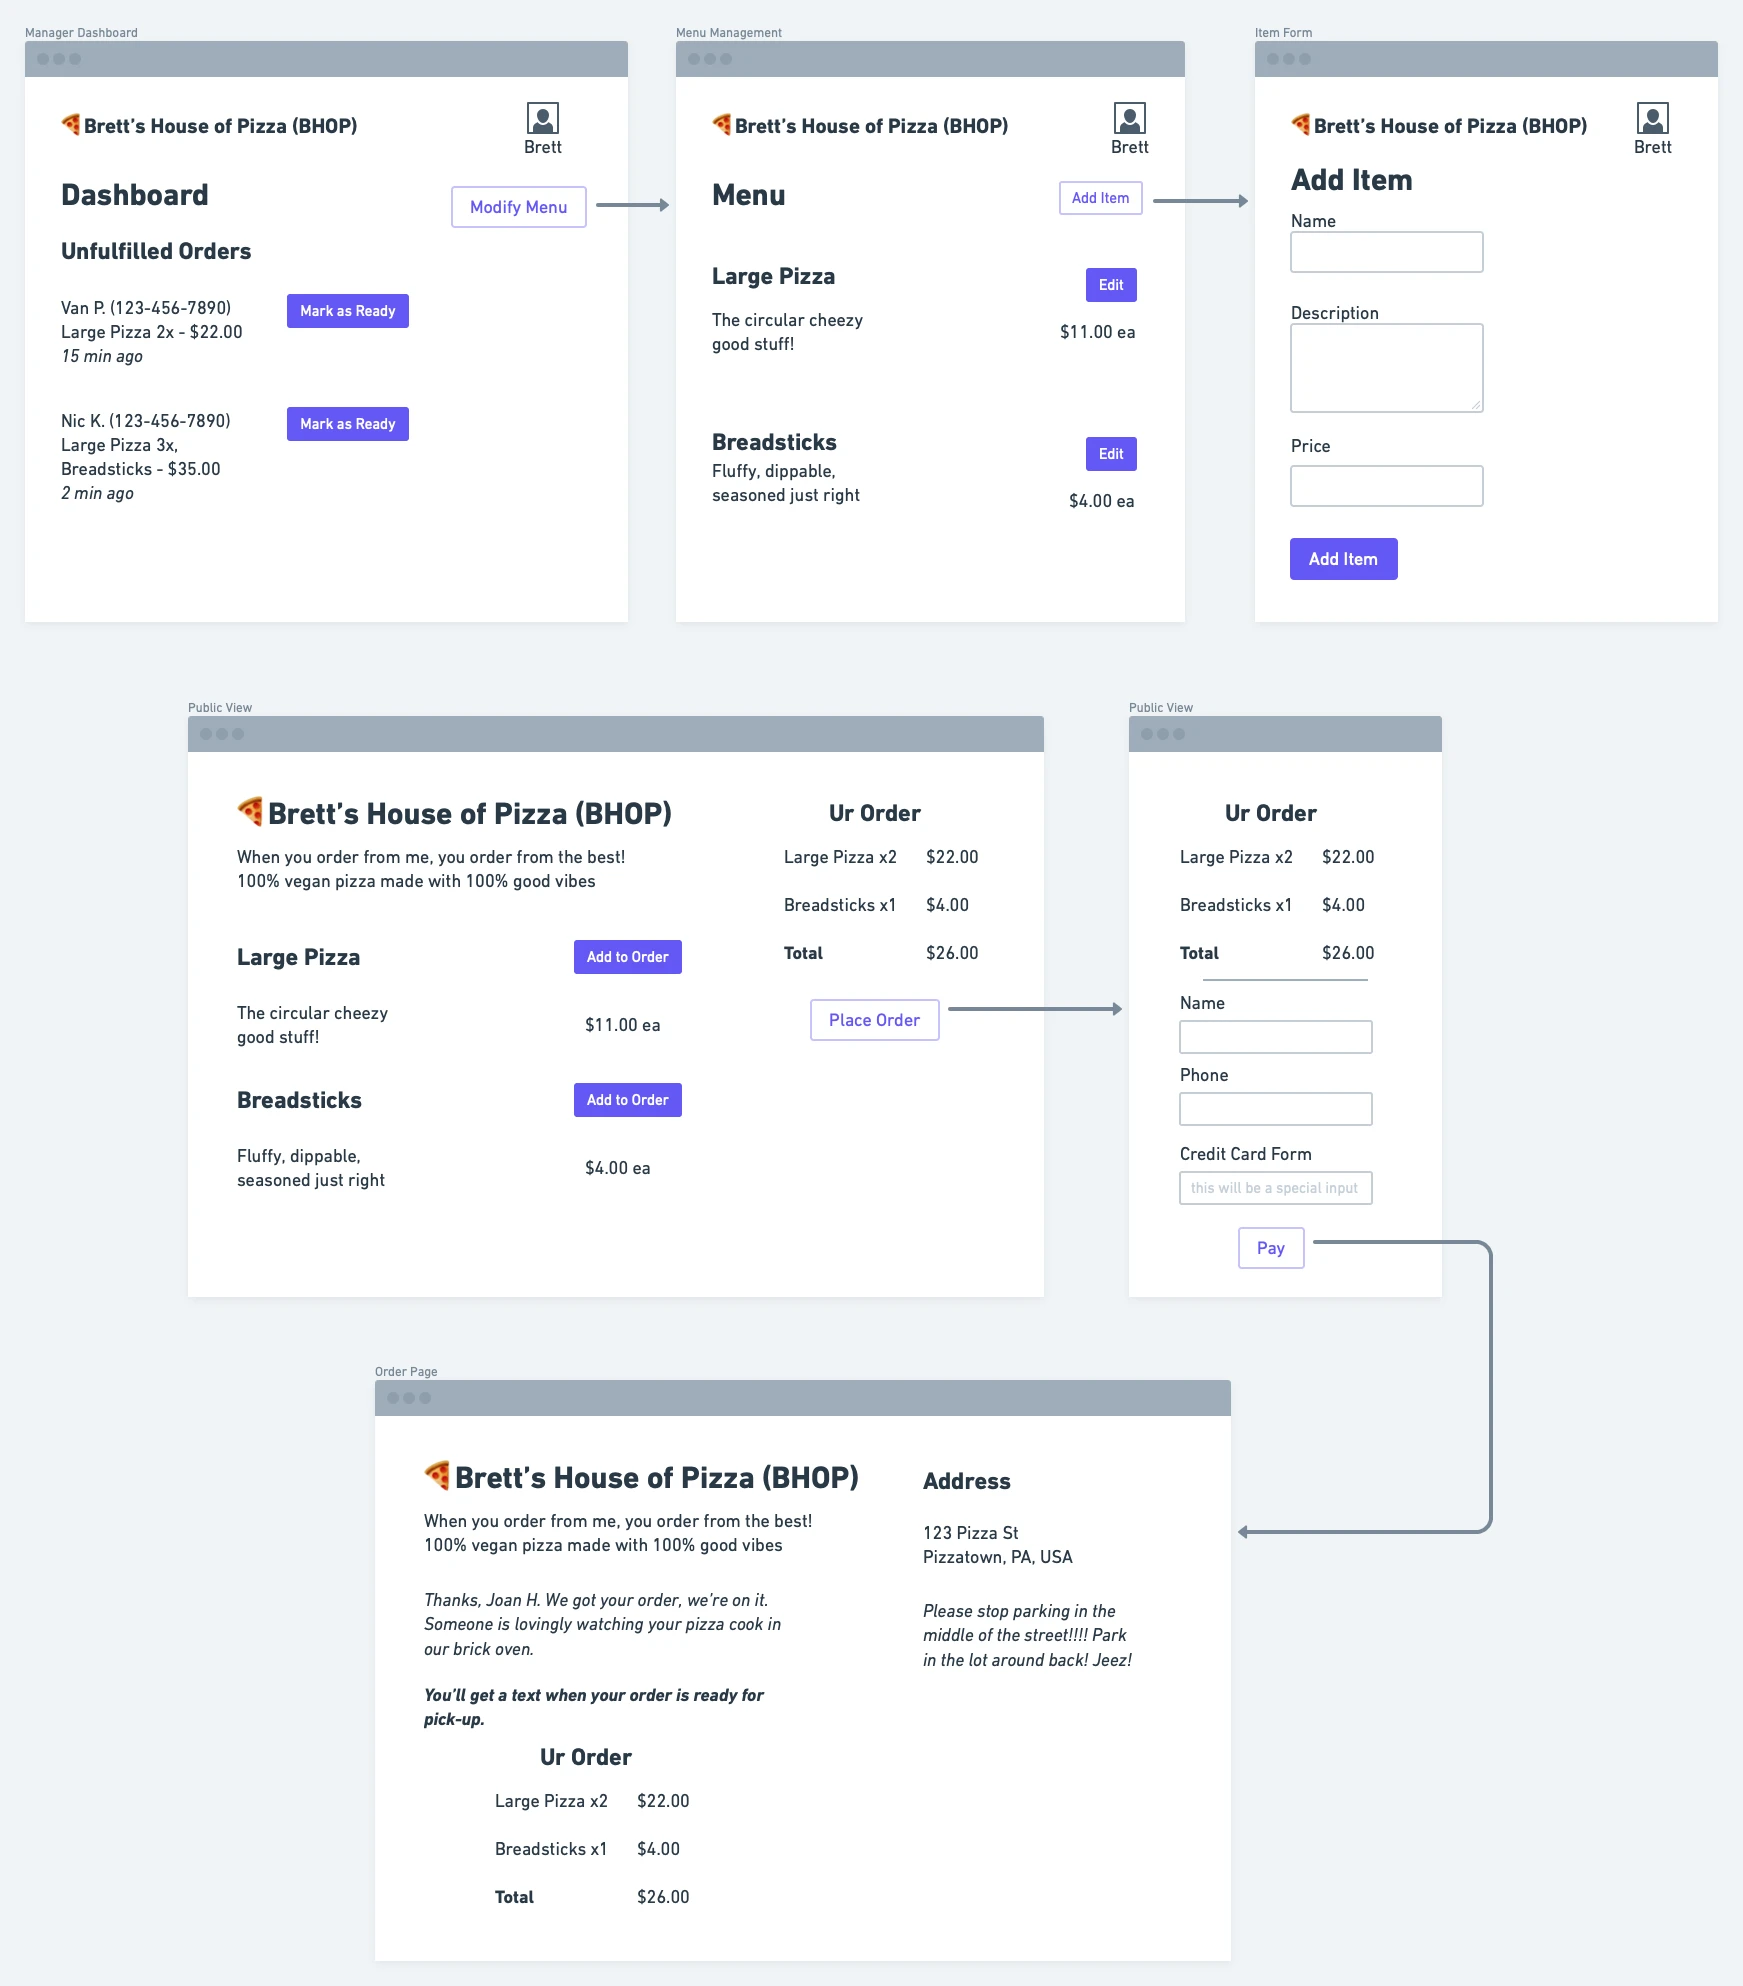 Manager Dashboard
🍕Brett's House of Pizza (BHOP)
Brett
Dashboard
Modify Menu
Unfulfilled Orders
Van P. (123-456-7890)
Large Pizza 2x - $22.00
15 min ago
Mark as Ready
Nic K. (123-456-7890)
Large Pizza 3x,
Breadsticks - $35.00
2 min ago
Mark as Ready
Menu Management
🍕Brett's House of Pizza (BHOP)
Brett
Menu
Add Item
Large Pizza
Edit
The circular cheezy
good stuff!
$11.00 ea
Breadsticks
Edit
Fluffy, dippable,
seasoned just right
$4.00 ea
Item Form
🍕Brett's House of Pizza (BHOP)
Brett
Add Item
Name
Description
Price
Add Item
Public View
🍕Brett's House of Pizza (BHOP)
When you order from me, you order from the best!
100% vegan pizza made with 100% good vibes
Large Pizza
Add to Order
The circular cheezy
good stuff!
$11.00 ea
Breadsticks
Add to Order
Fluffy, dippable,
seasoned just right
$4.00 ea
Ur Order
Large Pizza x2 $22.00
Breadsticks x1 $4.00
Total $26.00
Place Order
Public View
Ur Order
Large Pizza x2 $22.00
Breadsticks x1 $4.00
Total $26.00
Name
Phone
Credit Card Form
this will be a special input
Pay
Order Page
🍕Brett's House of Pizza (BHOP)
When you order from me, you order from the best!
100% vegan pizza made with 100% good vibes
Thanks, Joan H. We got your order, we're on it.
Someone is lovingly watching your pizza cook in
our brick oven.
You'll get a text when your order is ready for
pick-up.
Ur Order
Large Pizza x2 $22.00
Breadsticks x1 $4.00
Total $26.00
Address
123 Pizza St
Pizzatown, PA, USA
Please stop parking in the
middle of the street!!!! Park
in the lot around back! Jeez!